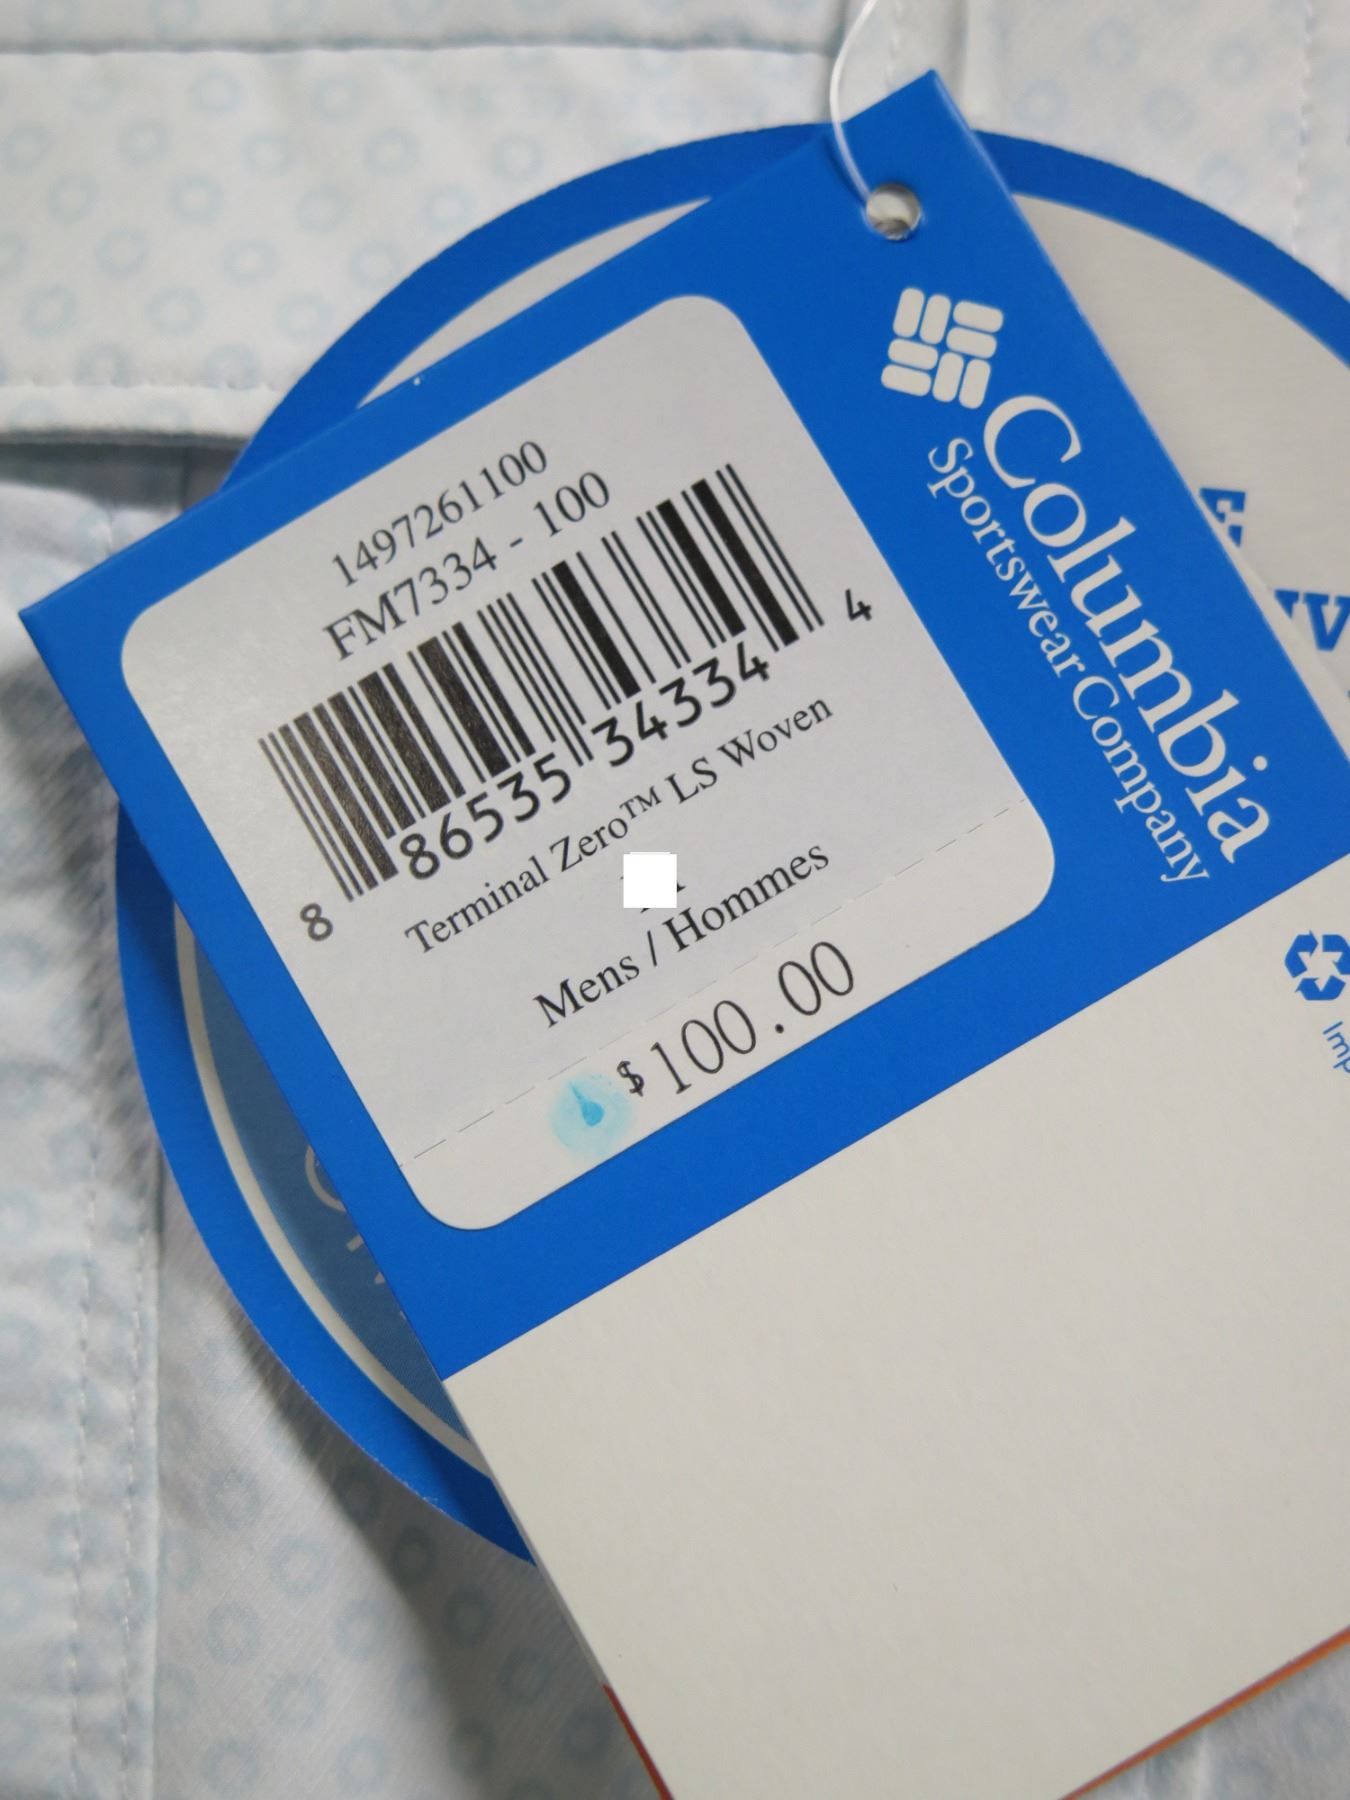 1497261100
FM7334 - 100
8 86535 34334 4
Terminal Zero™ LS Woven
Mens / Hommes
$100.00
Columbia
Sportswear Company